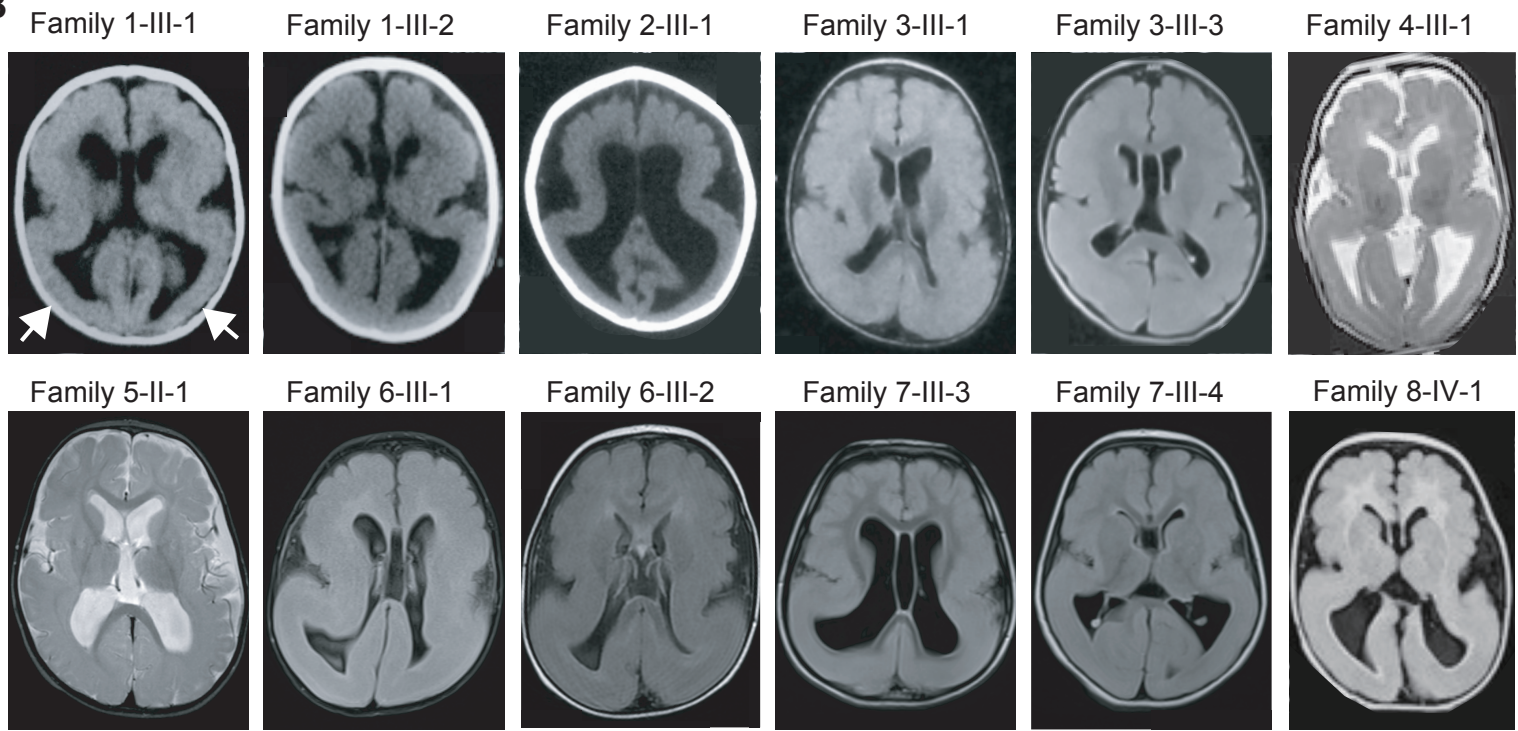 Family 1-III-1
Family 1-III-2
Family 2-III-1
Family 3-III-1
Family 3-III-3
Family 4-III-1
Family 5-II-1
Family 6-III-1
Family 6-III-2
Family 7-III-3
Family 7-III-4
Family 8-IV-1